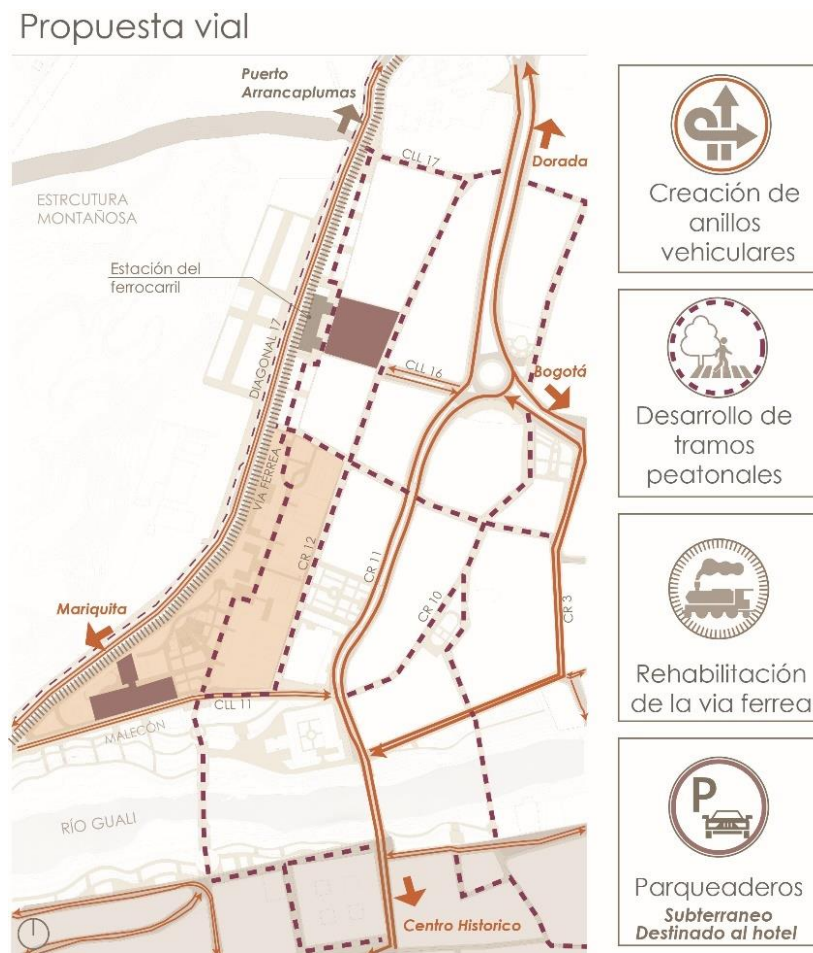 Propuesta vial
Puerto
Arrancaplumas
Dorada
CLL 17
ESTRCUTURA
MONTAÑOSA
Estación del
ferrocarril
DIAGONAL 17
CLL 16
Bogotá
VIA FERREA
CR 12
CR 11
CR 10
CR 3
Mariquita
CLL 11
MALECÓN
RÍO GUALI
Centro Historico
Creación de
anillos
vehiculares
Desarrollo de
tramos
peatonales
Rehabilitación
de la via ferrea
P
Parqueaderos
Subterraneo
Destinado al hotel